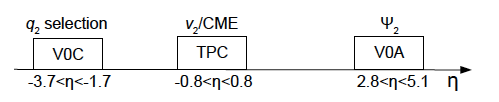 q2 selection v2/CME Ψ2
V0C TPC V0A
-3.7<η<-1.7 -0.8<η<0.8 2.8<η<5.1 η